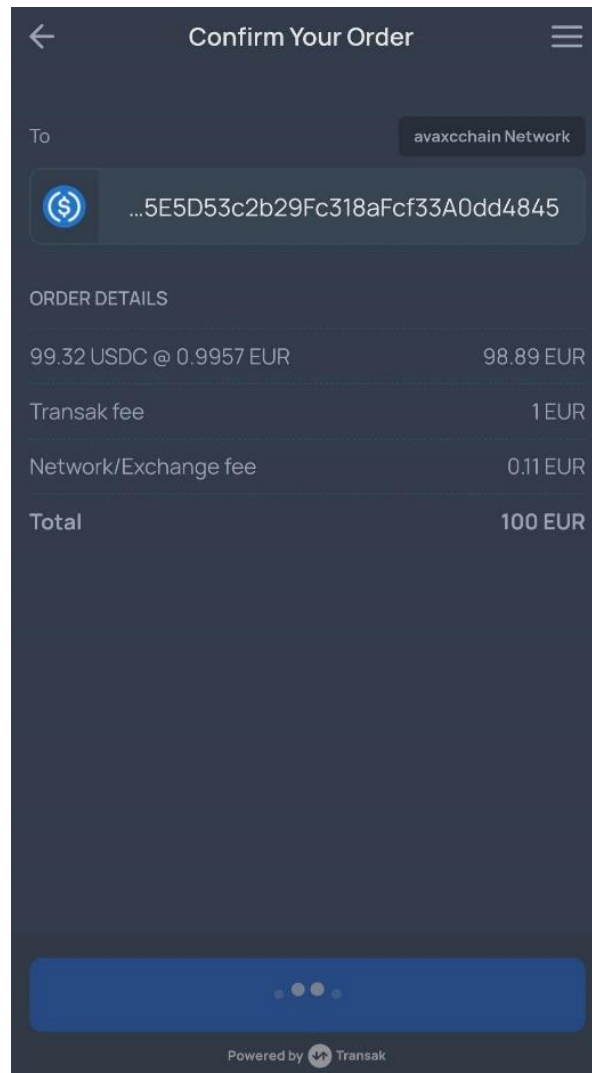 Confirm Your Order
To
avaxcchain Network
...5E5D53c2b29Fc318aFcf33A0dd4845
ORDER DETAILS
99.32 USDC @ 0.9957 EUR 98.89 EUR
Transak fee 1 EUR
Network/Exchange fee 0.11 EUR
Total 100 EUR
Powered by Transak